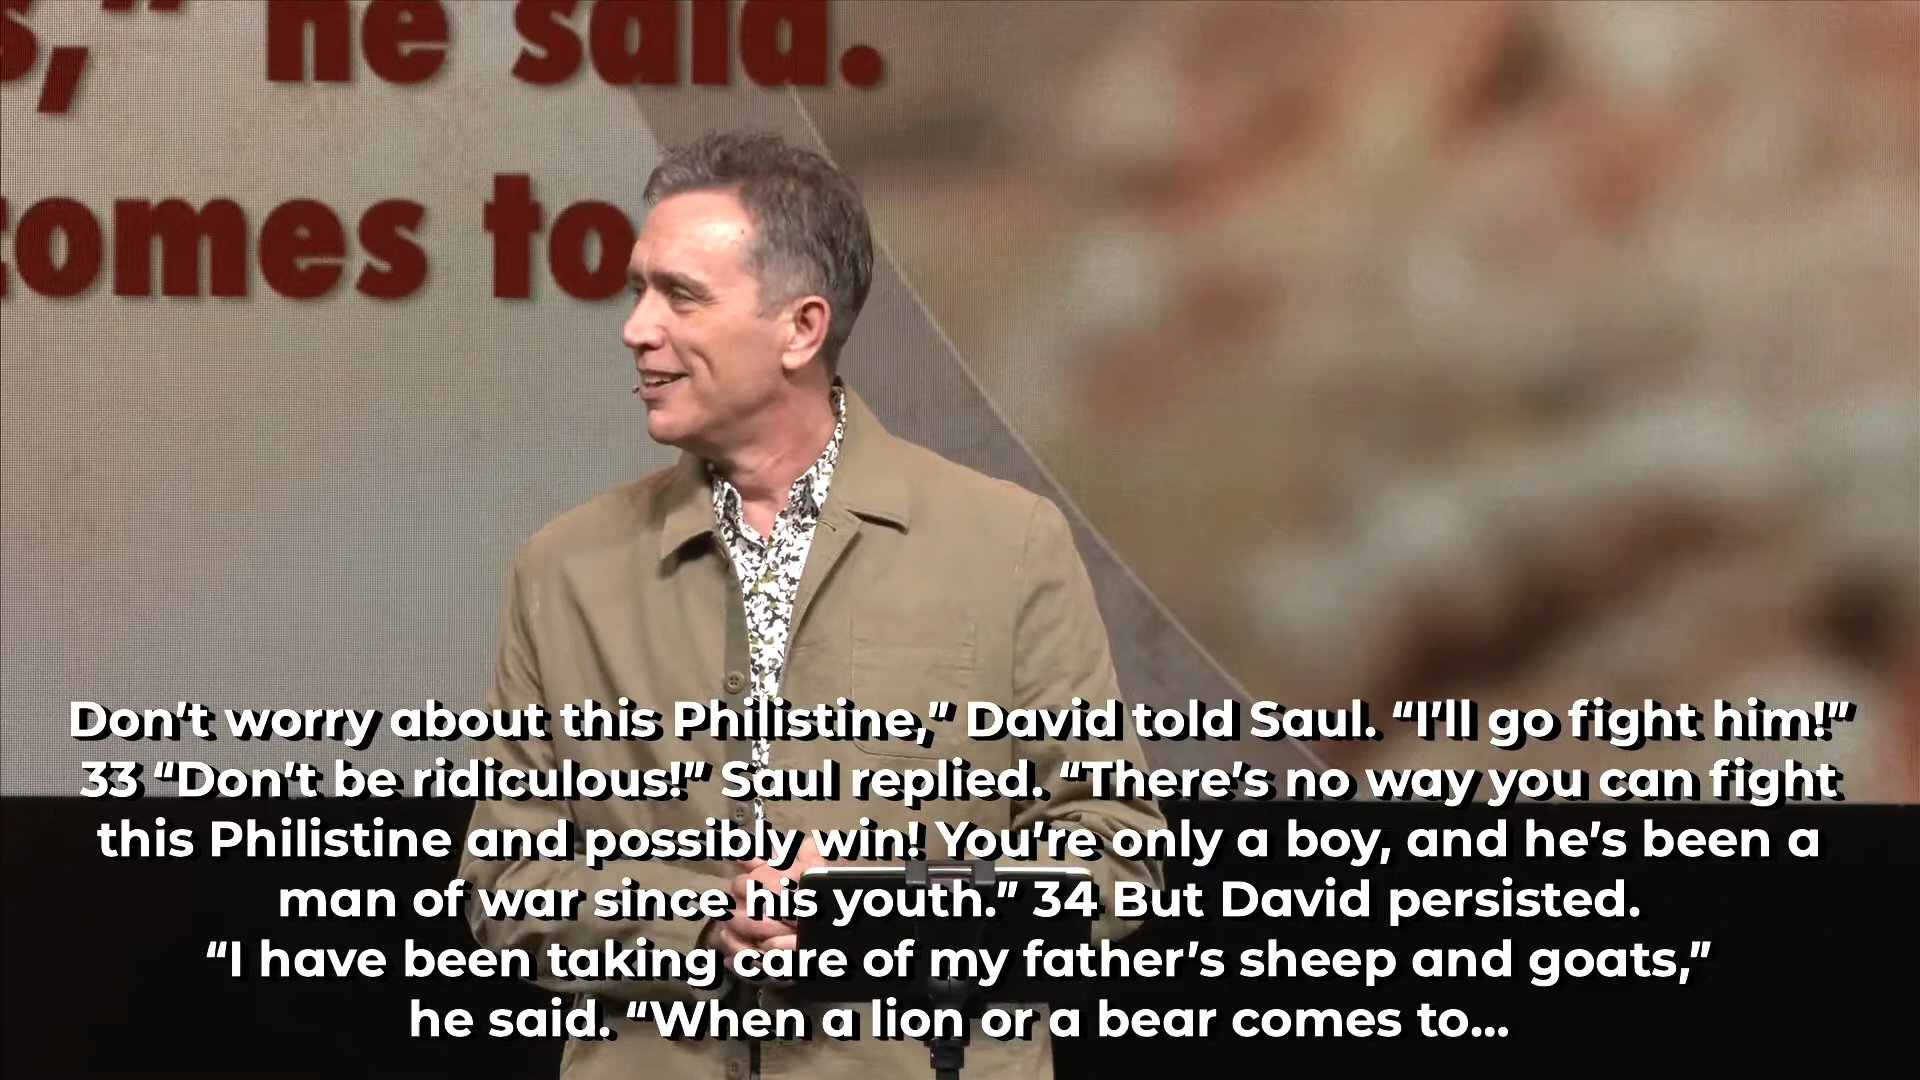 s,” he said.
comes to
Don’t worry about this Philistine,” David told Saul. “I’ll go fight him!”
33 “Don’t be ridiculous!” Saul replied. “There’s no way you can fight
this Philistine and possibly win! You’re only a boy, and he’s been a
man of war since his youth.” 34 But David persisted.
“I have been taking care of my father’s sheep and goats,”
he said. “When a lion or a bear comes to...